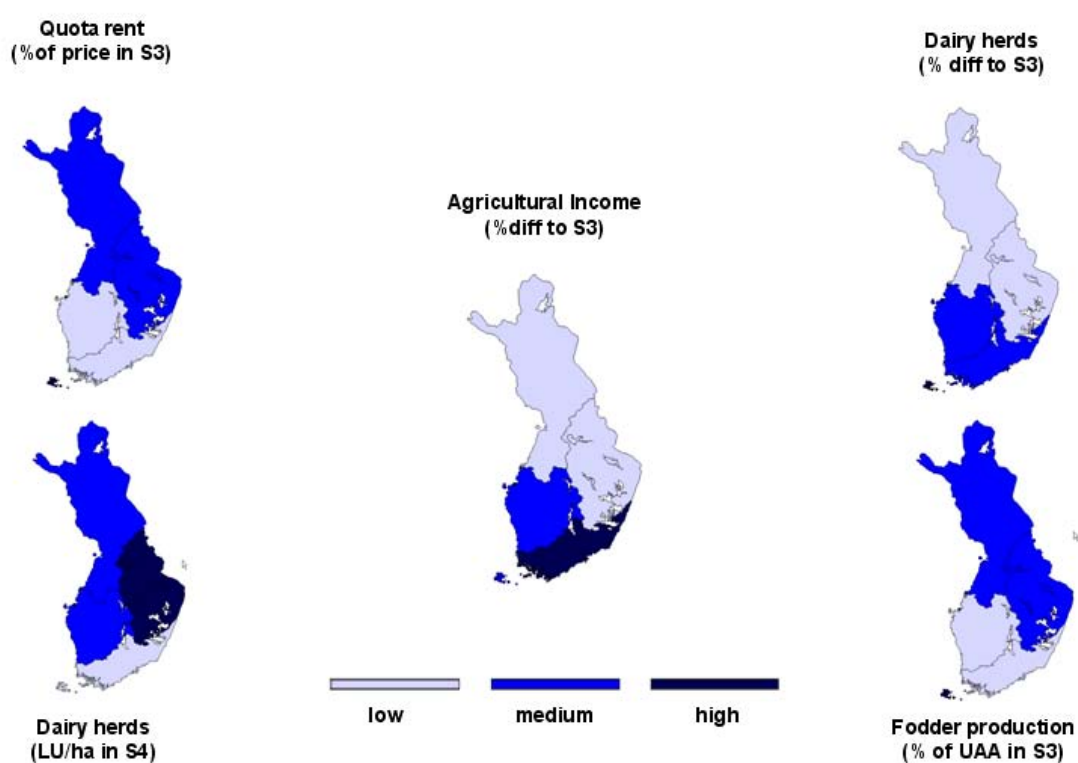 Quota rent
(%of price in S3)
Dairy herds
(% diff to S3)
Agricultural Income
(%diff to S3)
low
medium
high
Dairy herds
(LU/ha in S4)
Fodder production
(% of UAA in S3)